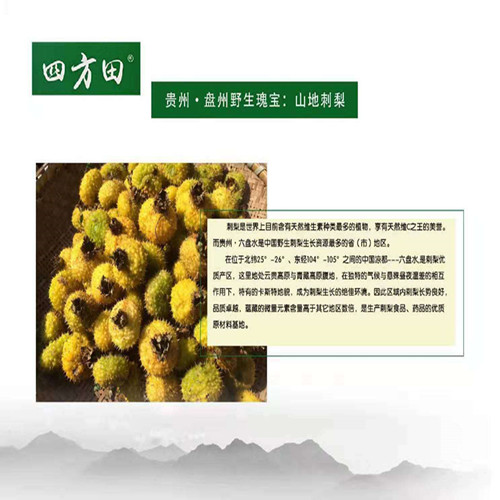 四方田®
贵州·盘州野生瑰宝：山地刺梨
刺梨是世界上目前含有天然维生素种类最多的植物，享有天然维C之王的美誉。
而贵州·六盘水是中国野生刺梨生长资源最多的省（市）地区。
在位于北纬25°-26°、东经104°-105°之间的中国凉都---六盘水是刺梨优
质产区，这里地处云贵高原与青藏高原腹地，在独特的气候与悬殊昼夜温差的相互
作用下，特有的卡斯特地貌，成为刺梨生长的绝佳环境。因此区域内刺梨长势良好，
品质卓越，蕴藏的微量元素含量高于其它地区数倍，是生产刺梨食品、药品的优质
原材料基地。